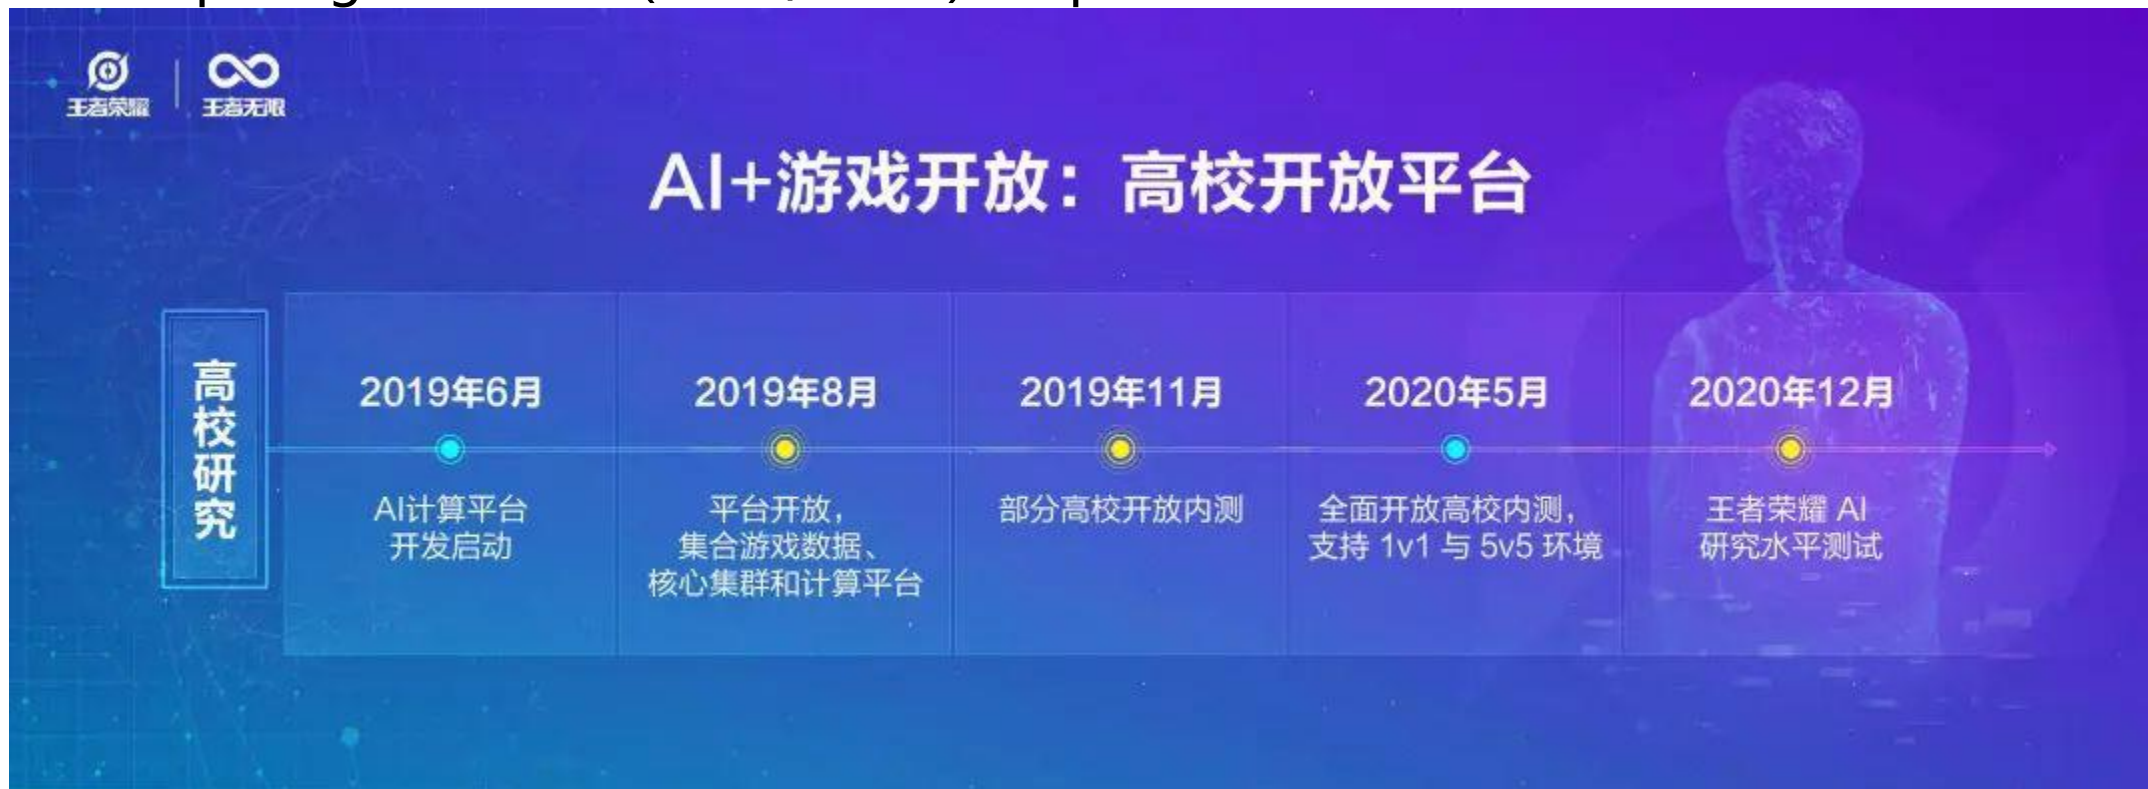 王者荣耀
王者无限
AI+游戏开放：高校开放平台
高校研究
2019年6月
AI计算平台
开发启动
2019年8月
平台开放，
集合游戏数据、
核心集群和计算平台
2019年11月
部分高校开放内测
2020年5月
全面开放高校内测，
支持 1v1 与 5v5 环境
2020年12月
王者荣耀 AI
研究水平测试